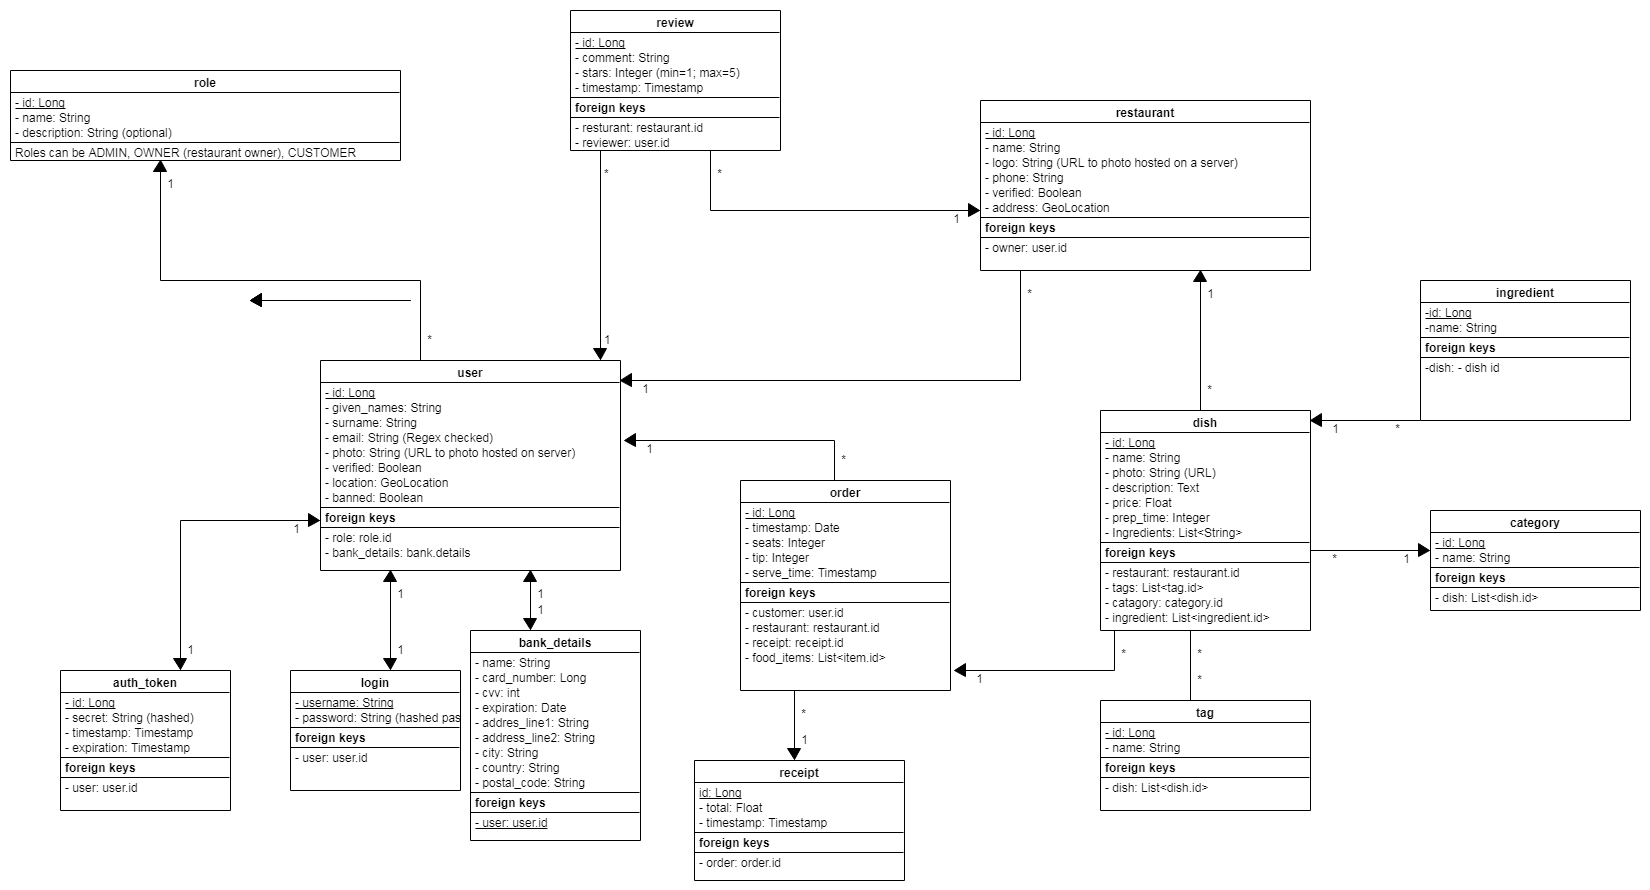 review
- id: Long
- comment: String
- stars: Integer (min=1; max=5)
- timestamp: Timestamp
foreign keys
- resturant: restaurant.id
- reviewer: user.id
*
*
1
1
role
- id: Long
- name: String
- description: String (optional)
Roles can be ADMIN, OWNER (restaurant owner), CUSTOMER
1
*
restaurant
- id: Long
- name: String
- logo: String (URL to photo hosted on a server)
- phone: String
- verified: Boolean
- address: GeoLocation
foreign keys
- owner: user.id
*
1
1
*
ingredient
-id: Long
-name: String
foreign keys
-dish: - dish id
1
*
user
- id: Long
- given_names: String
- surname: String
- email: String (Regex checked)
- photo: String (URL to photo hosted on server)
- verified: Boolean
- location: GeoLocation
- banned: Boolean
foreign keys
- role: role.id
- bank_details: bank.details
1
1
1
1
1
1
1
*
order
- id: Long
- timestamp: Date
- seats: Integer
- tip: Integer
- serve_time: Timestamp
foreign keys
- customer: user.id
- restaurant: restaurant.id
- receipt: receipt.id
- food_items: List<item.id>
*
1
dish
- id: Long
- name: String
- photo: String (URL)
- description: Text
- price: Float
- prep_time: Integer
- Ingredients: List<String>
foreign keys
- restaurant: restaurant.id
- tags: List<tag.id>
- catagory: category.id
- ingredient: List<ingredient.id>
*
1
*
1
*
*
category
- id: Long
- name: String
foreign keys
- dish: List<dish.id>
auth_token
- id: Long
- secret: String (hashed)
- timestamp: Timestamp
- expiration: Timestamp
foreign keys
- user: user.id
login
- username: String
- password: String (hashed pas
foreign keys
- user: user.id
bank_details
- name: String
- card_number: Long
- cvv: int
- expiration: Date
- addres_line1: String
- address_line2: String
- city: String
- country: String
- postal_code: String
foreign keys
- user: user.id
receipt
id: Long
- total: Float
- timestamp: Timestamp
foreign keys
- order: order.id
tag
- id: Long
- name: String
foreign keys
- dish: List<dish.id>